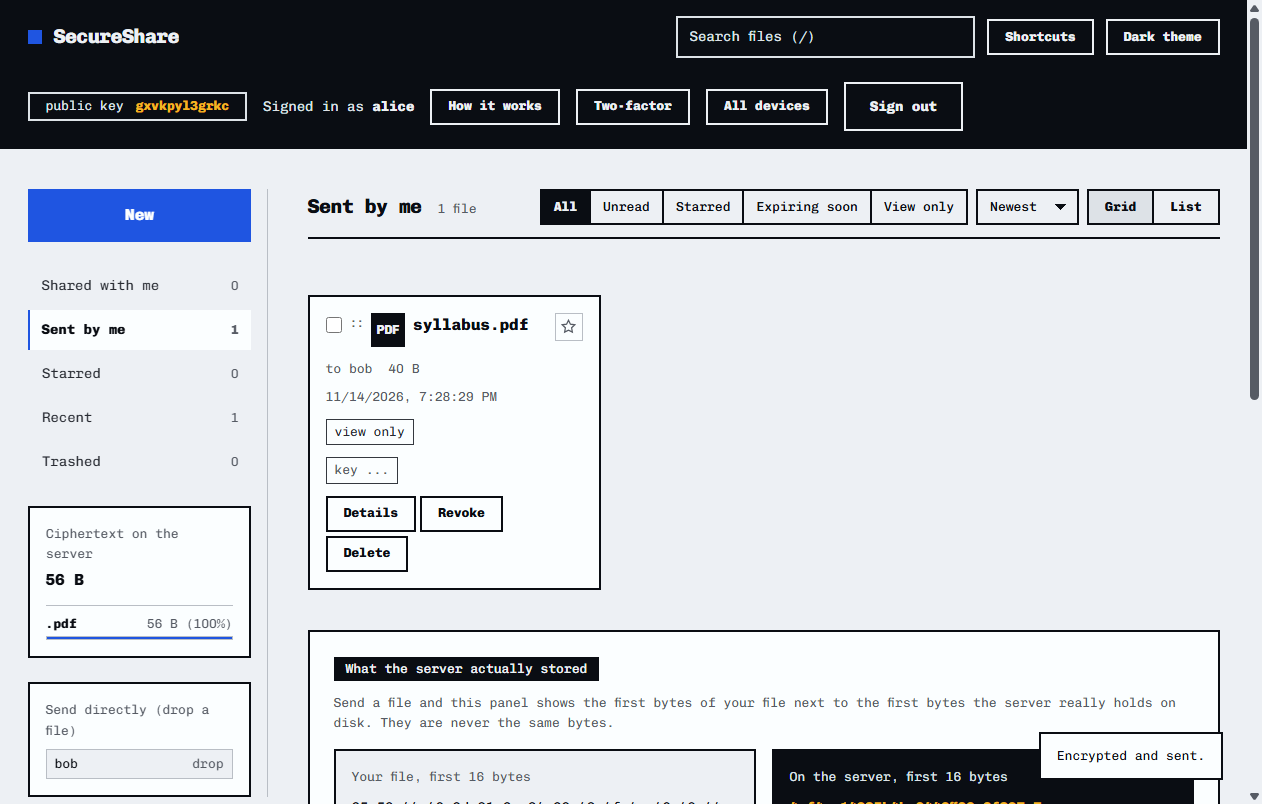 SecureShare
Search files (/)
Shortcuts
Dark theme
public key gxvkpyl3grkc
Signed in as alice
How it works
Two-factor
All devices
Sign out
New
Shared with me 0
Sent by me 1
Starred 0
Recent 1
Trashed 0
Ciphertext on the
server
56 B
.pdf 56 B (100%)
Send directly (drop a
file)
bob drop
Sent by me 1 file
All
Unread
Starred
Expiring soon
View only
Newest
Grid
List
:: PDF syllabus.pdf
to bob 40 B
11/14/2026, 7:28:29 PM
view only
key ...
Details
Revoke
Delete
What the server actually stored
Send a file and this panel shows the first bytes of your file next to the first bytes the server really holds on
disk. They are never the same bytes.
Your file, first 16 bytes
On the server, first 16 bytes
Encrypted and sent.